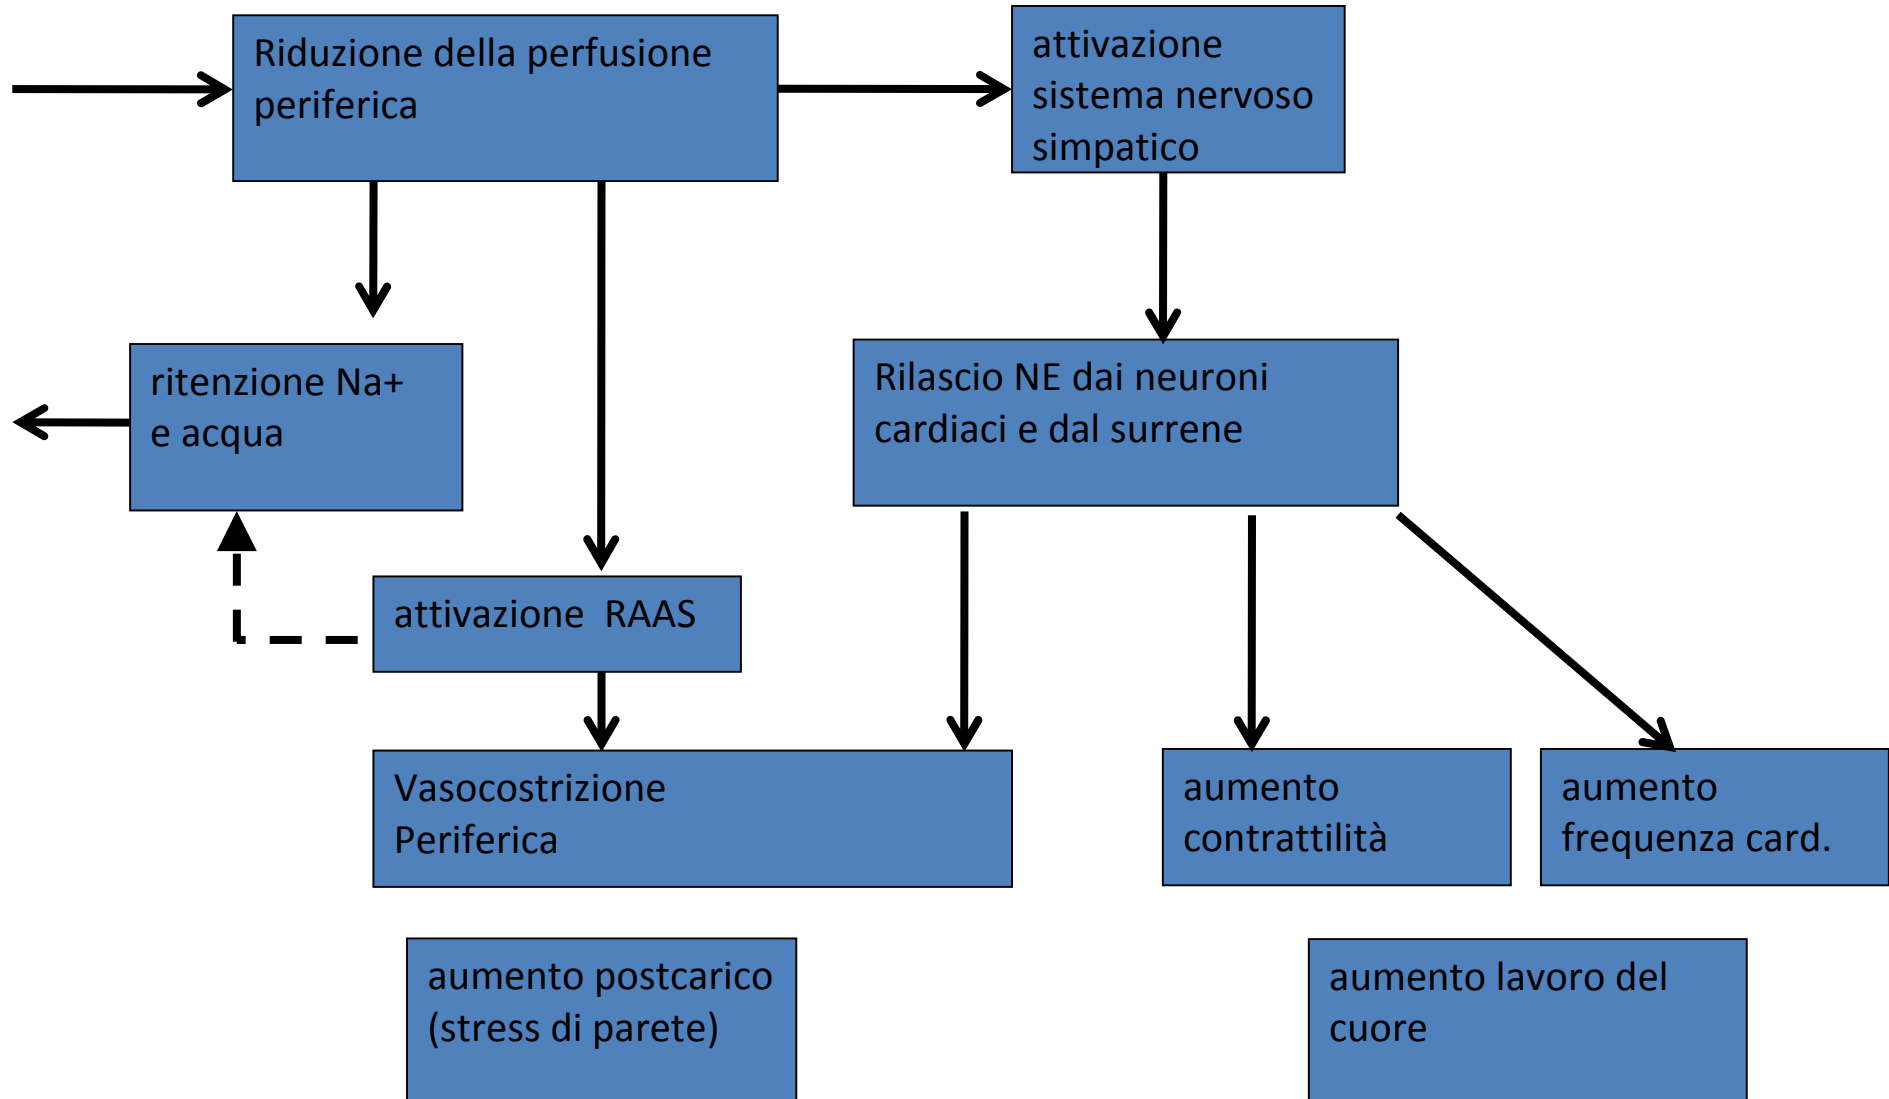 Riduzione della perfusione
periferica
attivazione
sistema nervoso
simpatico
ritenzione Na+
e acqua
Rilascio NE dai neuroni
cardiaci e dal surrene
attivazione  RAAS
Vasocostrizione
Periferica
aumento
contrattilità
aumento
frequenza card.
aumento postcarico
(stress di parete)
aumento lavoro del
cuore